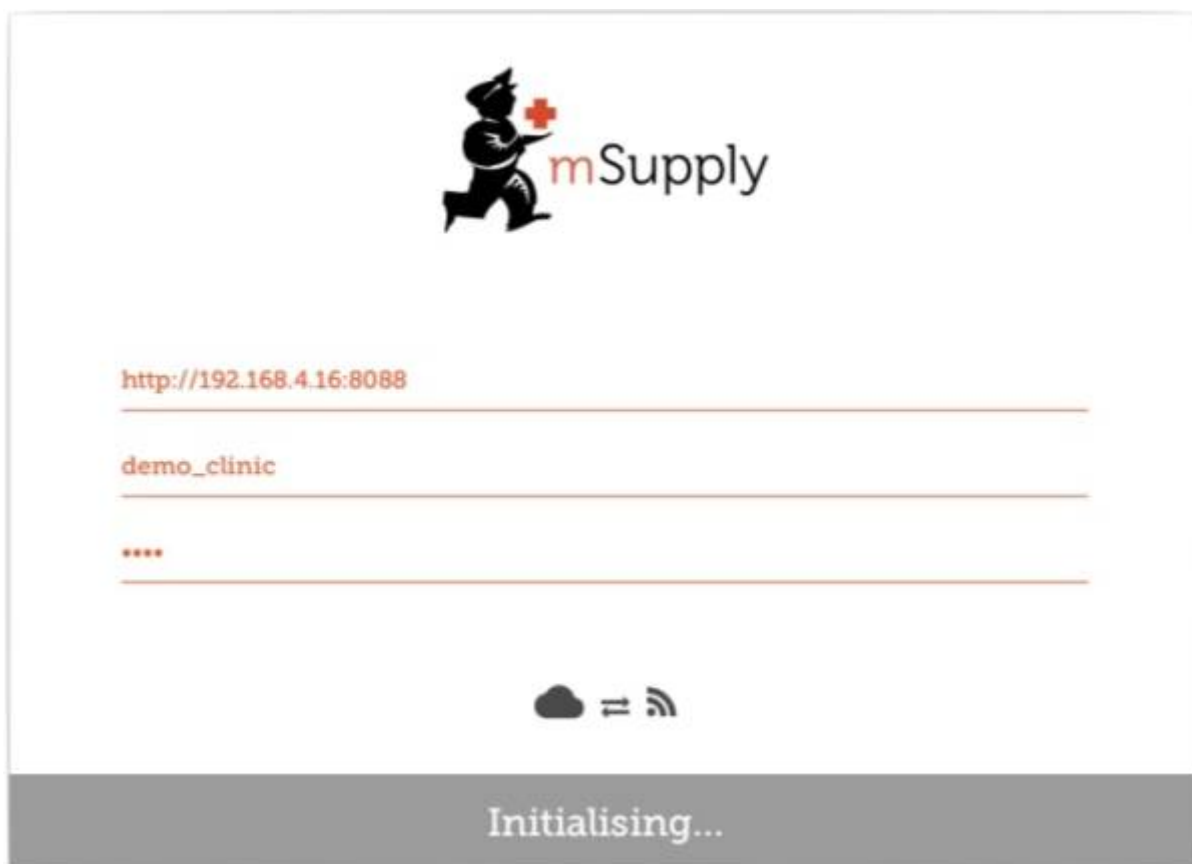 mSupply
http://192.168.4.16:8088
demo_clinic
••••
Initialising...